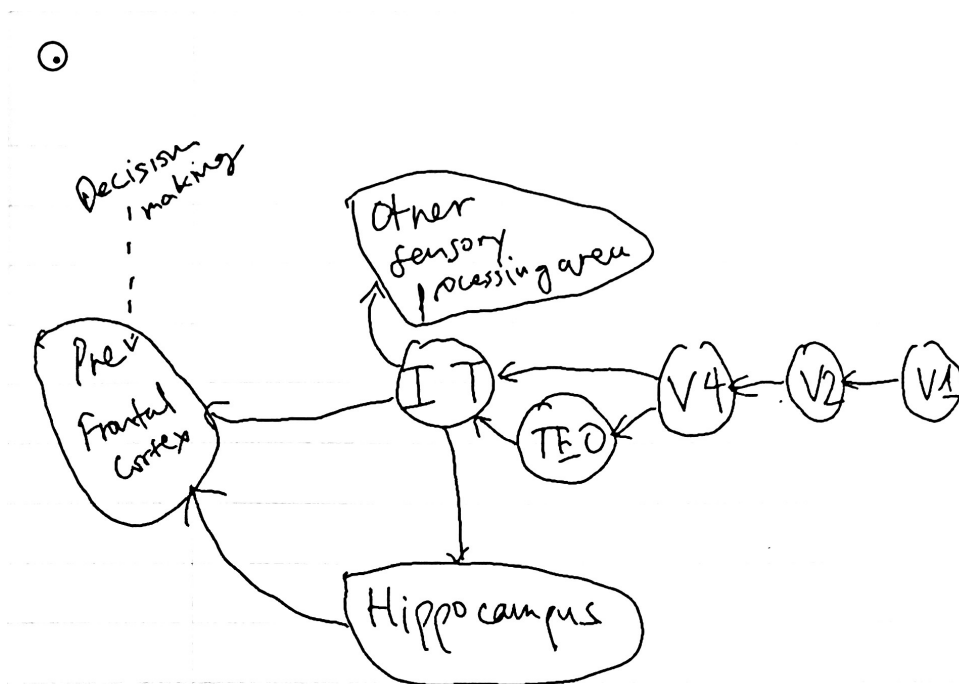 Decision
making
Other
sensory
processing area
Pre
Frontal
Cortex
IT
TEO
V4
V2
V1
Hippocampus